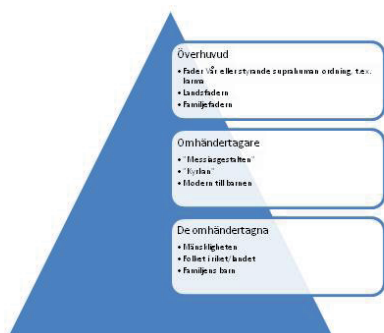 Överhuvud
• Fader Vår eller styrande suprahuman ordning, t.ex.
karma
• Landsfadern
• Familjefadern
Omhändertagare
• "Messiasgestalten"
• "Kyrkan"
• Modern till barnen
De omhändertagna
• Mänskligheten
• Folket i riket/landet
• Familjens barn